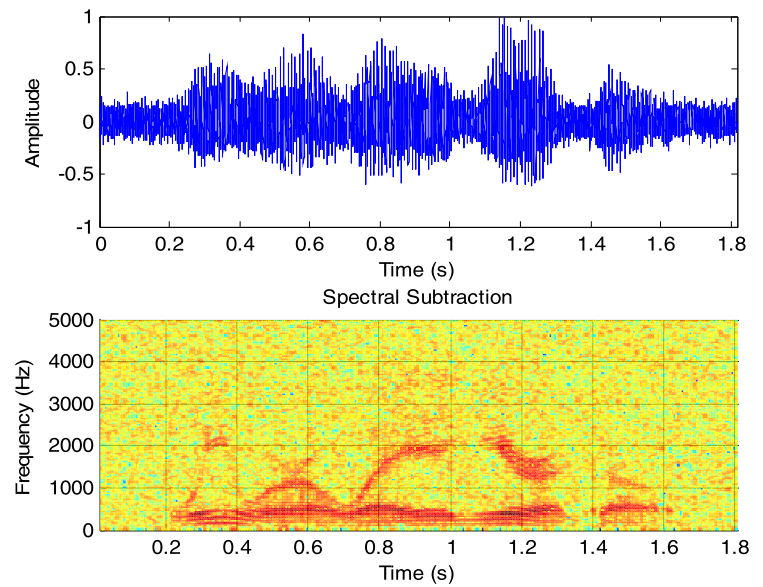 1
0.5
0
-0.5
-1
Amplitude
0 0.2 0.4 0.6 0.8 1 1.2 1.4 1.6 1.8
Time (s)
Spectral Subtraction
5000
4000
3000
2000
1000
0
Frequency (Hz)
0.2 0.4 0.6 0.8 1 1.2 1.4 1.6 1.8
Time (s)